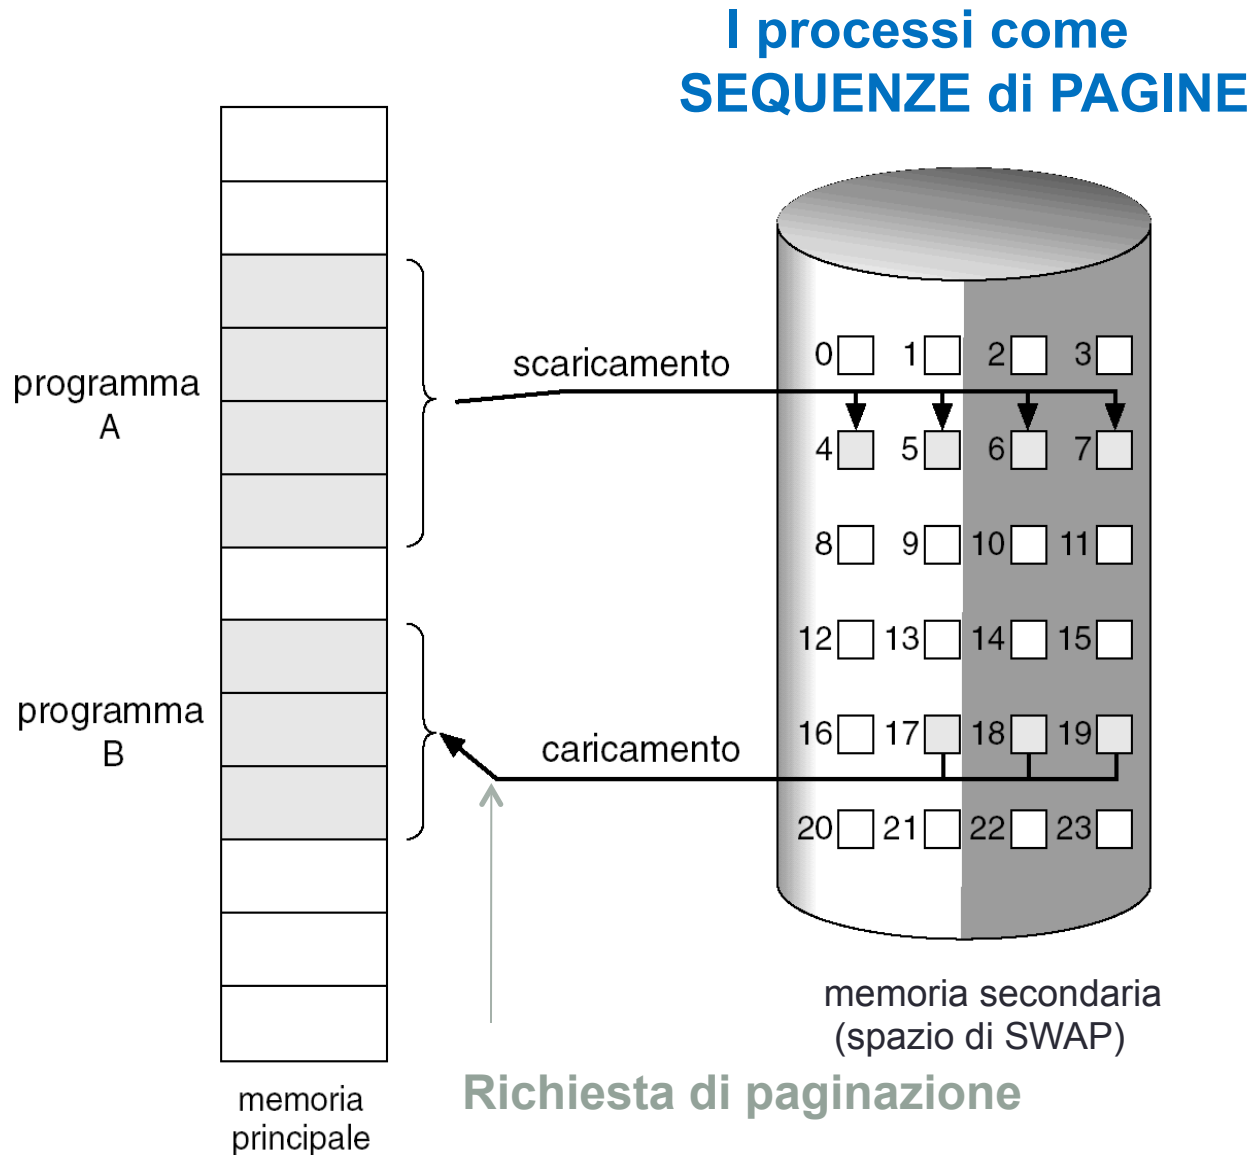 I processi come
SEQUENZE di PAGINE
programma
A
scaricamento
0 1 2 3
4 5 6 7
8 9 10 11
12 13 14 15
programma
B
caricamento
16 17 18 19
20 21 22 23
memoria secondaria
(spazio di SWAP)
Richiesta di paginazione
memoria
principale